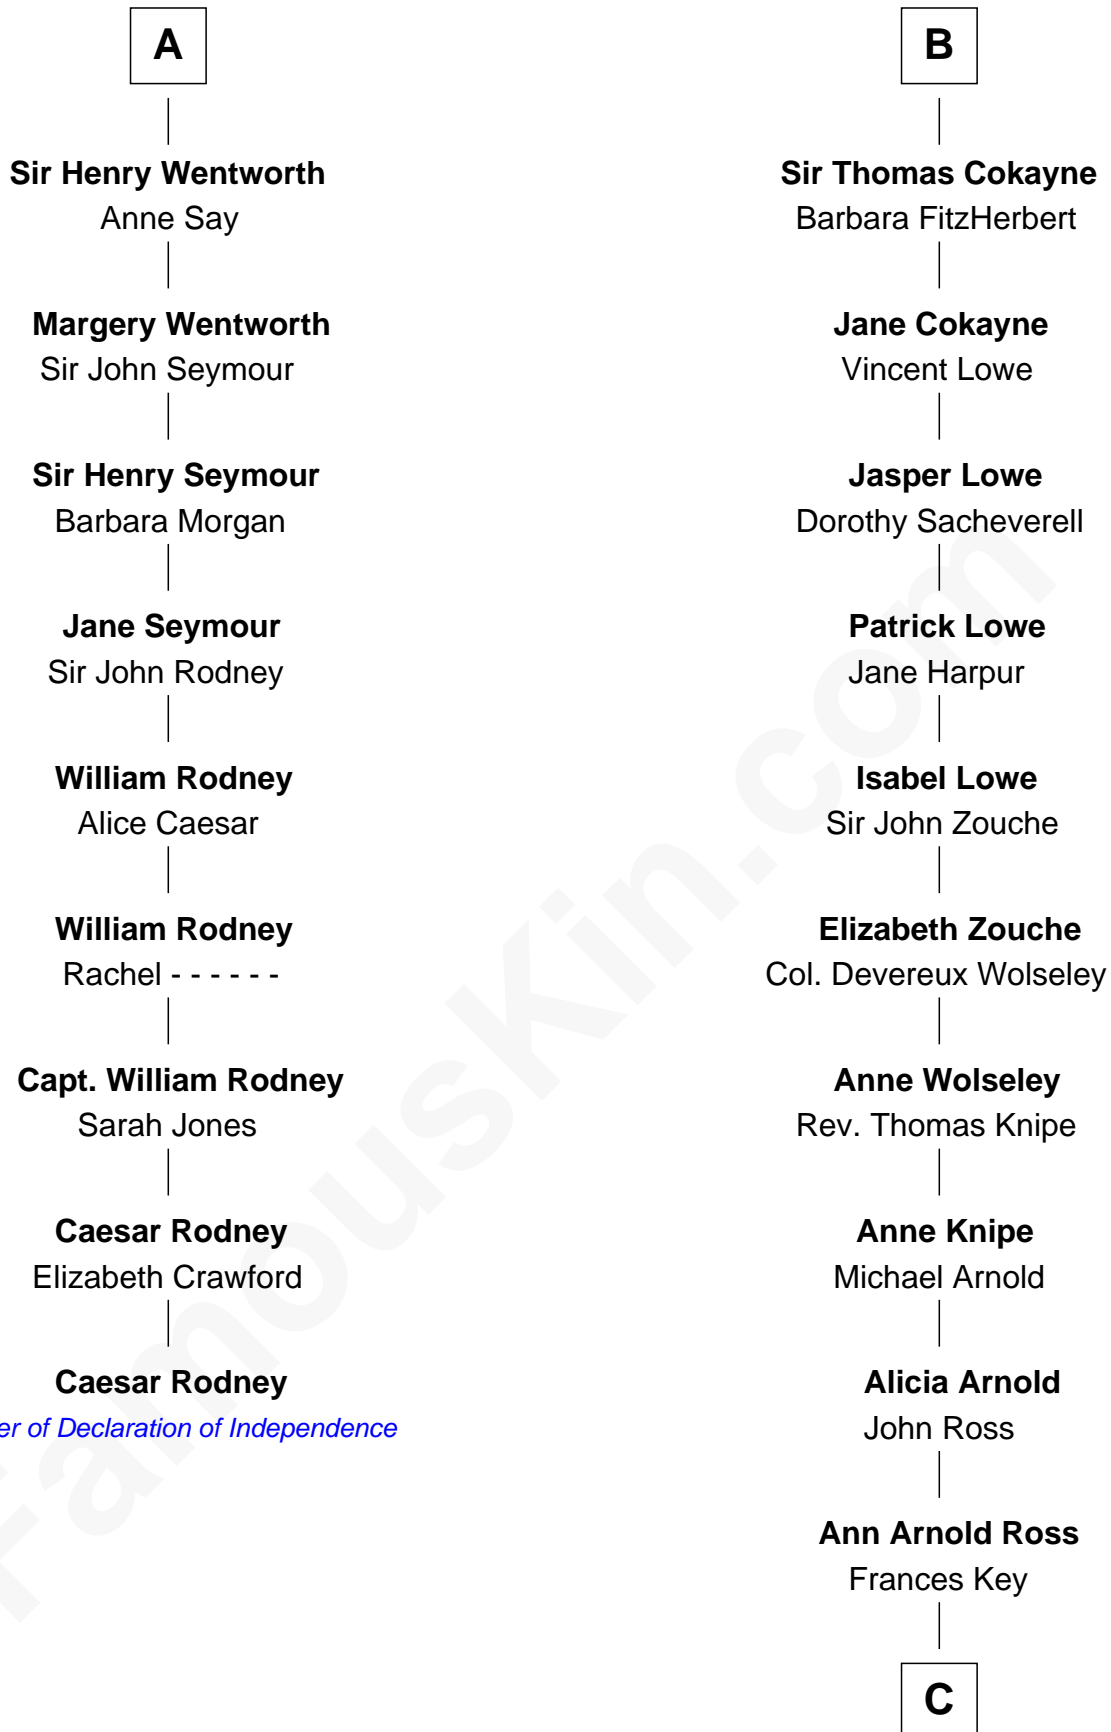 A
Sir Henry Wentworth
Anne Say
Margery Wentworth
Sir John Seymour
Sir Henry Seymour
Barbara Morgan
Jane Seymour
Sir John Rodney
William Rodney
Alice Caesar
William Rodney
Rachel - - - - - -
Capt. William Rodney
Sarah Jones
Caesar Rodney
Elizabeth Crawford
Caesar Rodney
er of Declaration of Independence
B
Sir Thomas Cokayne
Barbara FitzHerbert
Jane Cokayne
Vincent Lowe
Jasper Lowe
Dorothy Sacheverell
Patrick Lowe
Jane Harpur
Isabel Lowe
Sir John Zouche
Elizabeth Zouche
Col. Devereux Wolseley
Anne Wolseley
Rev. Thomas Knipe
Anne Knipe
Michael Arnold
Alicia Arnold
John Ross
Ann Arnold Ross
Frances Key
C
FamousKin.com